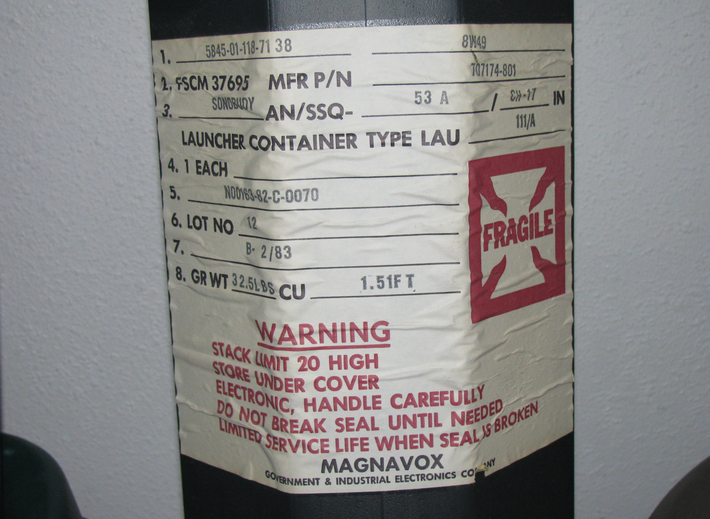 1. 5845-01-118-71 38 8W49
2. FSCM 37695 MFR P/N 707174-801
3. SONOBUOY AN/SSQ- 53 A / IN
LAUNCHER CONTAINER TYPE LAU 111/A
4. 1 EACH
5. N00163-82-C-0070
6. LOT NO 12
7. B- 2/83
8. GR WT 32.5LBS CU 1.51FT
FRAGILE
WARNING
STACK LIMIT 20 HIGH
STORE UNDER COVER
ELECTRONIC, HANDLE CAREFULLY
DO NOT BREAK SEAL UNTIL NEEDED
LIMITED SERVICE LIFE WHEN SEAL IS BROKEN
MAGNAVOX
GOVERNMENT & INDUSTRIAL ELECTRONICS COMPANY